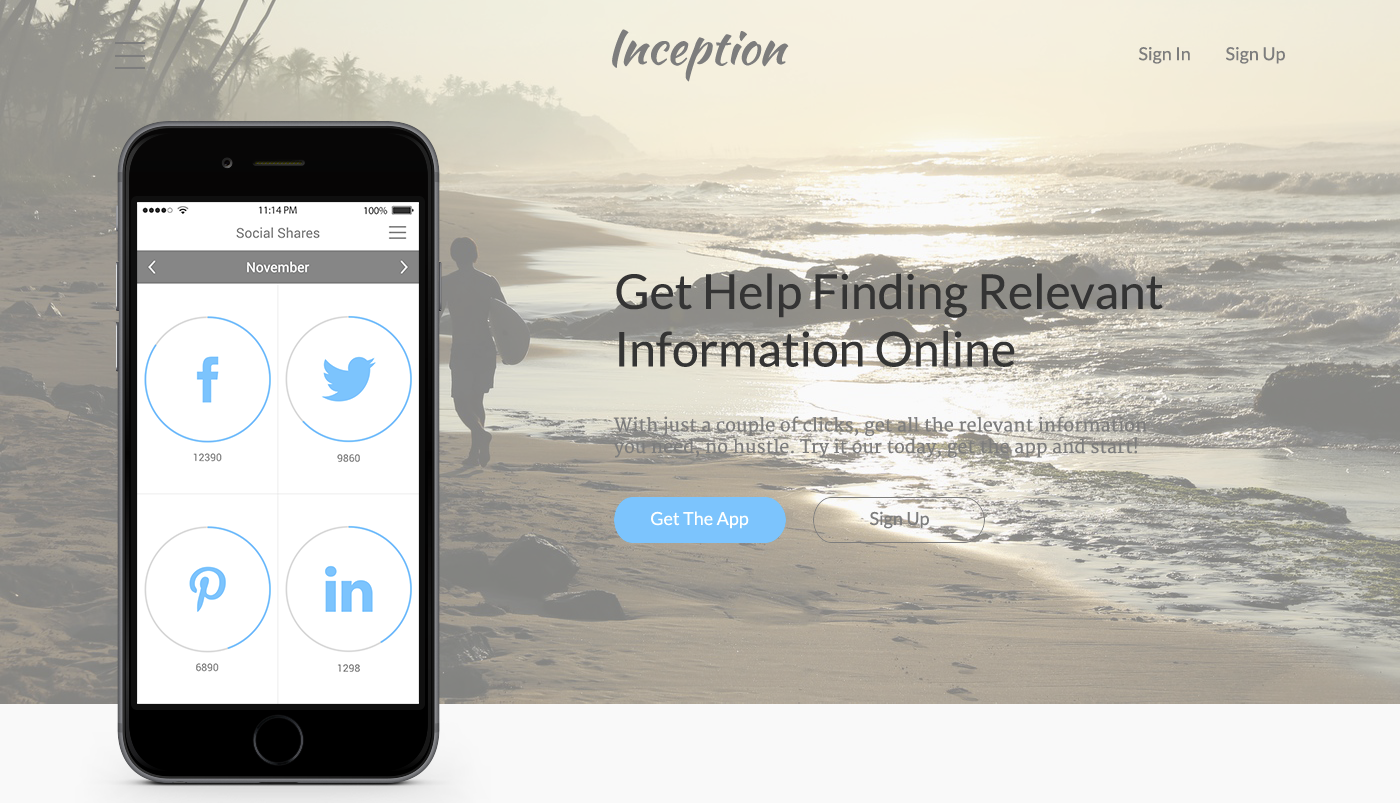 Inception
Sign In
Sign Up
11:14 PM
100%
Social Shares
November
12390
9860
6890
1298
Get Help Finding Relevant
Information Online
With just a couple of clicks, get all the relevant information
you need, no hustle. Try it our today, get the app and start!
Get The App
Sign Up